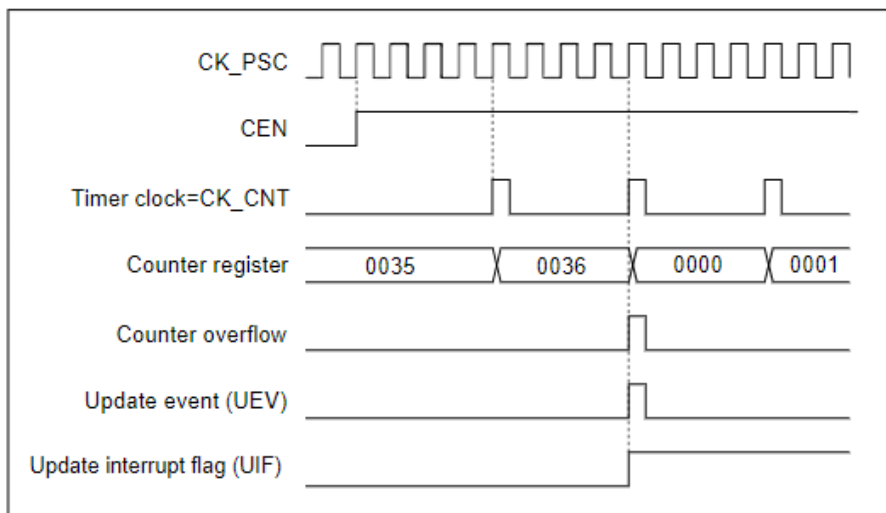 CK_PSC
CEN
Timer clock=CK_CNT
Counter register 0035 0036 0000 0001
Counter overflow
Update event (UEV)
Update interrupt flag (UIF)